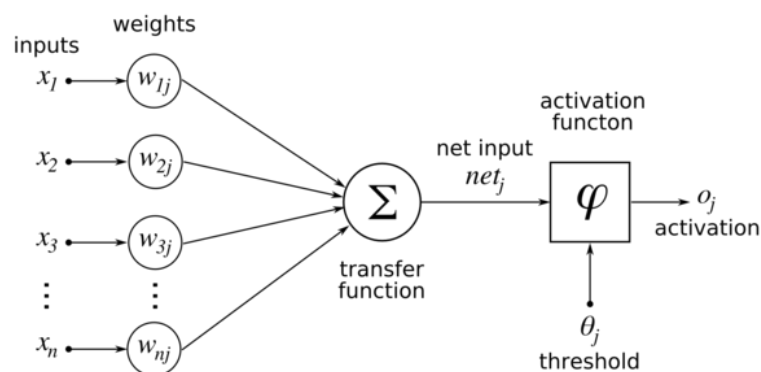 weights
inputs
x₁ w₁ⱼ
x₂ w₂ⱼ
x₃ w₃ⱼ
⋮ ⋮
xₙ wₙⱼ
Σ
transfer
function
net input
netⱼ
activation
functon
φ
oⱼ
activation
θⱼ
threshold